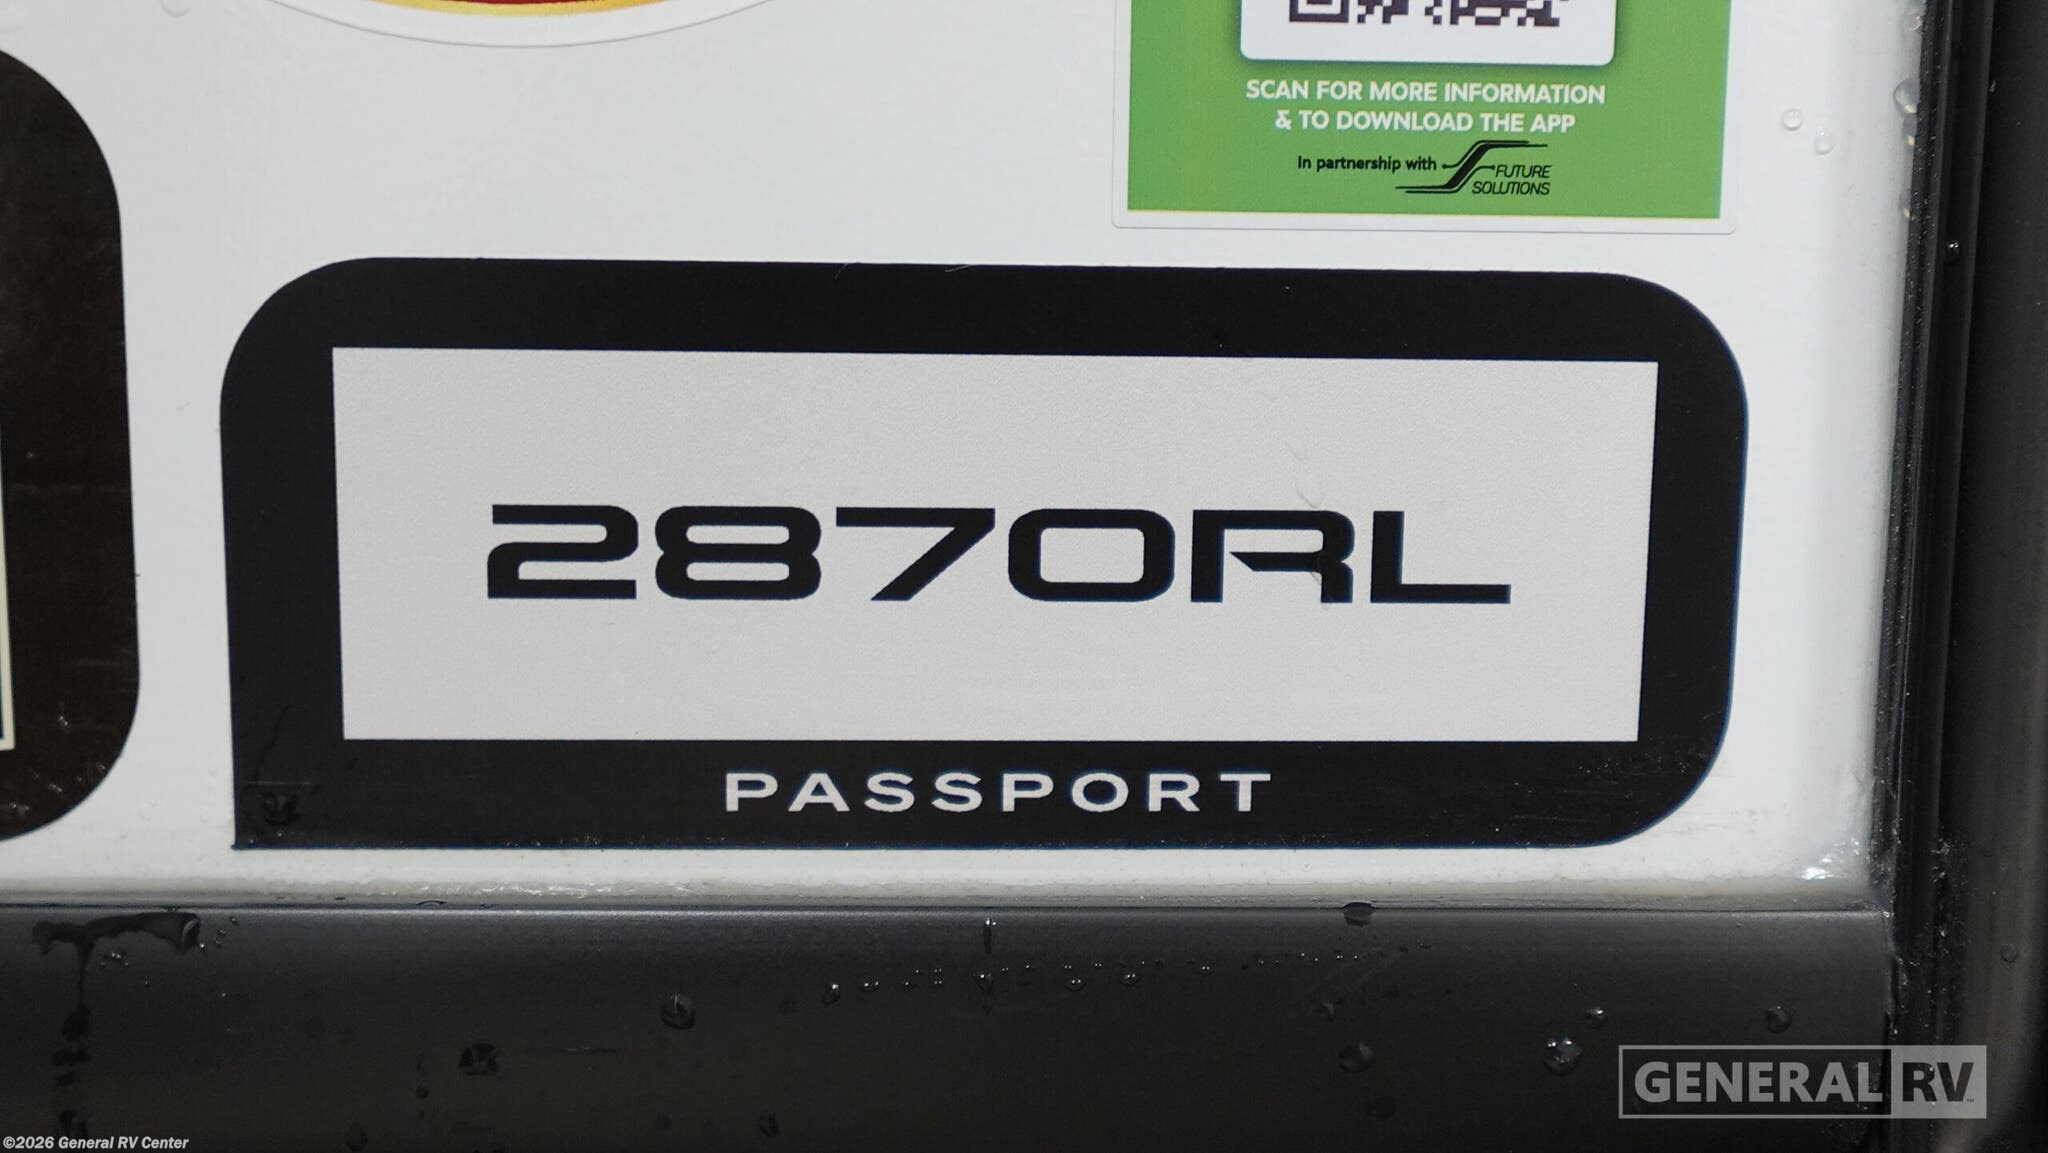 SCAN FOR MORE INFORMATION
& TO DOWNLOAD THE APP
In partnership with FUTURE
SOLUTIONS
2870RL
PASSPORT
GENERAL RV
©2026 General RV Center